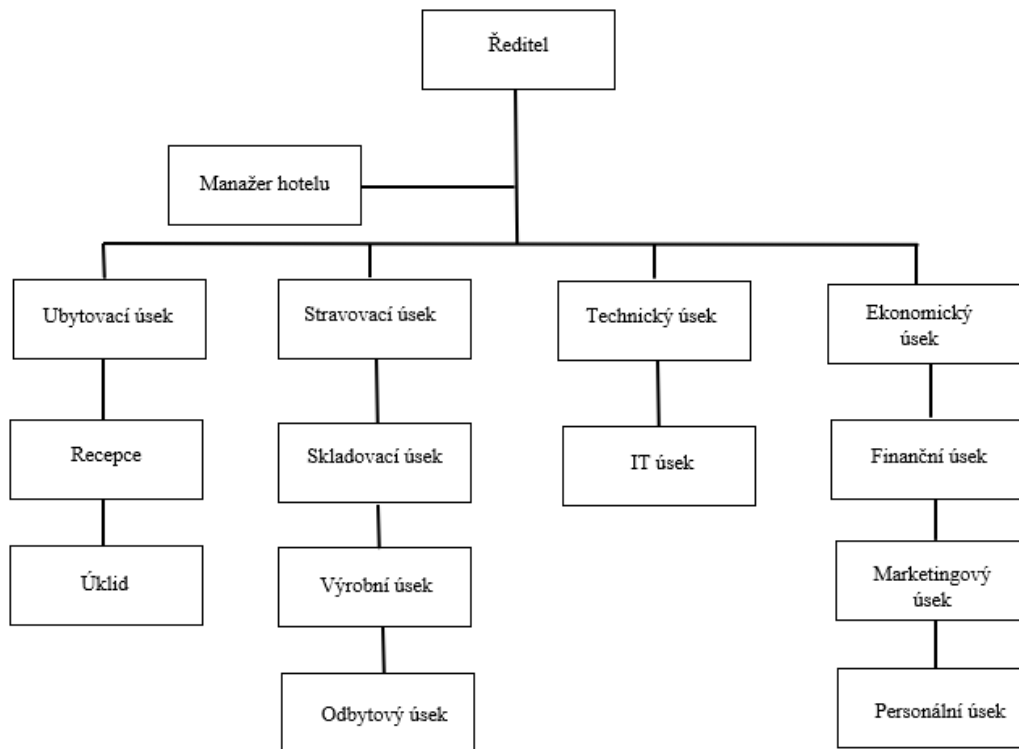 Ředitel
Manažer hotelu
Ubytovací úsek
Stravovací úsek
Technický úsek
Ekonomický
úsek
Recepce
Skladovací úsek
IT úsek
Finanční úsek
Úklid
Výrobní úsek
Marketingový
úsek
Odbytový úsek
Personální úsek